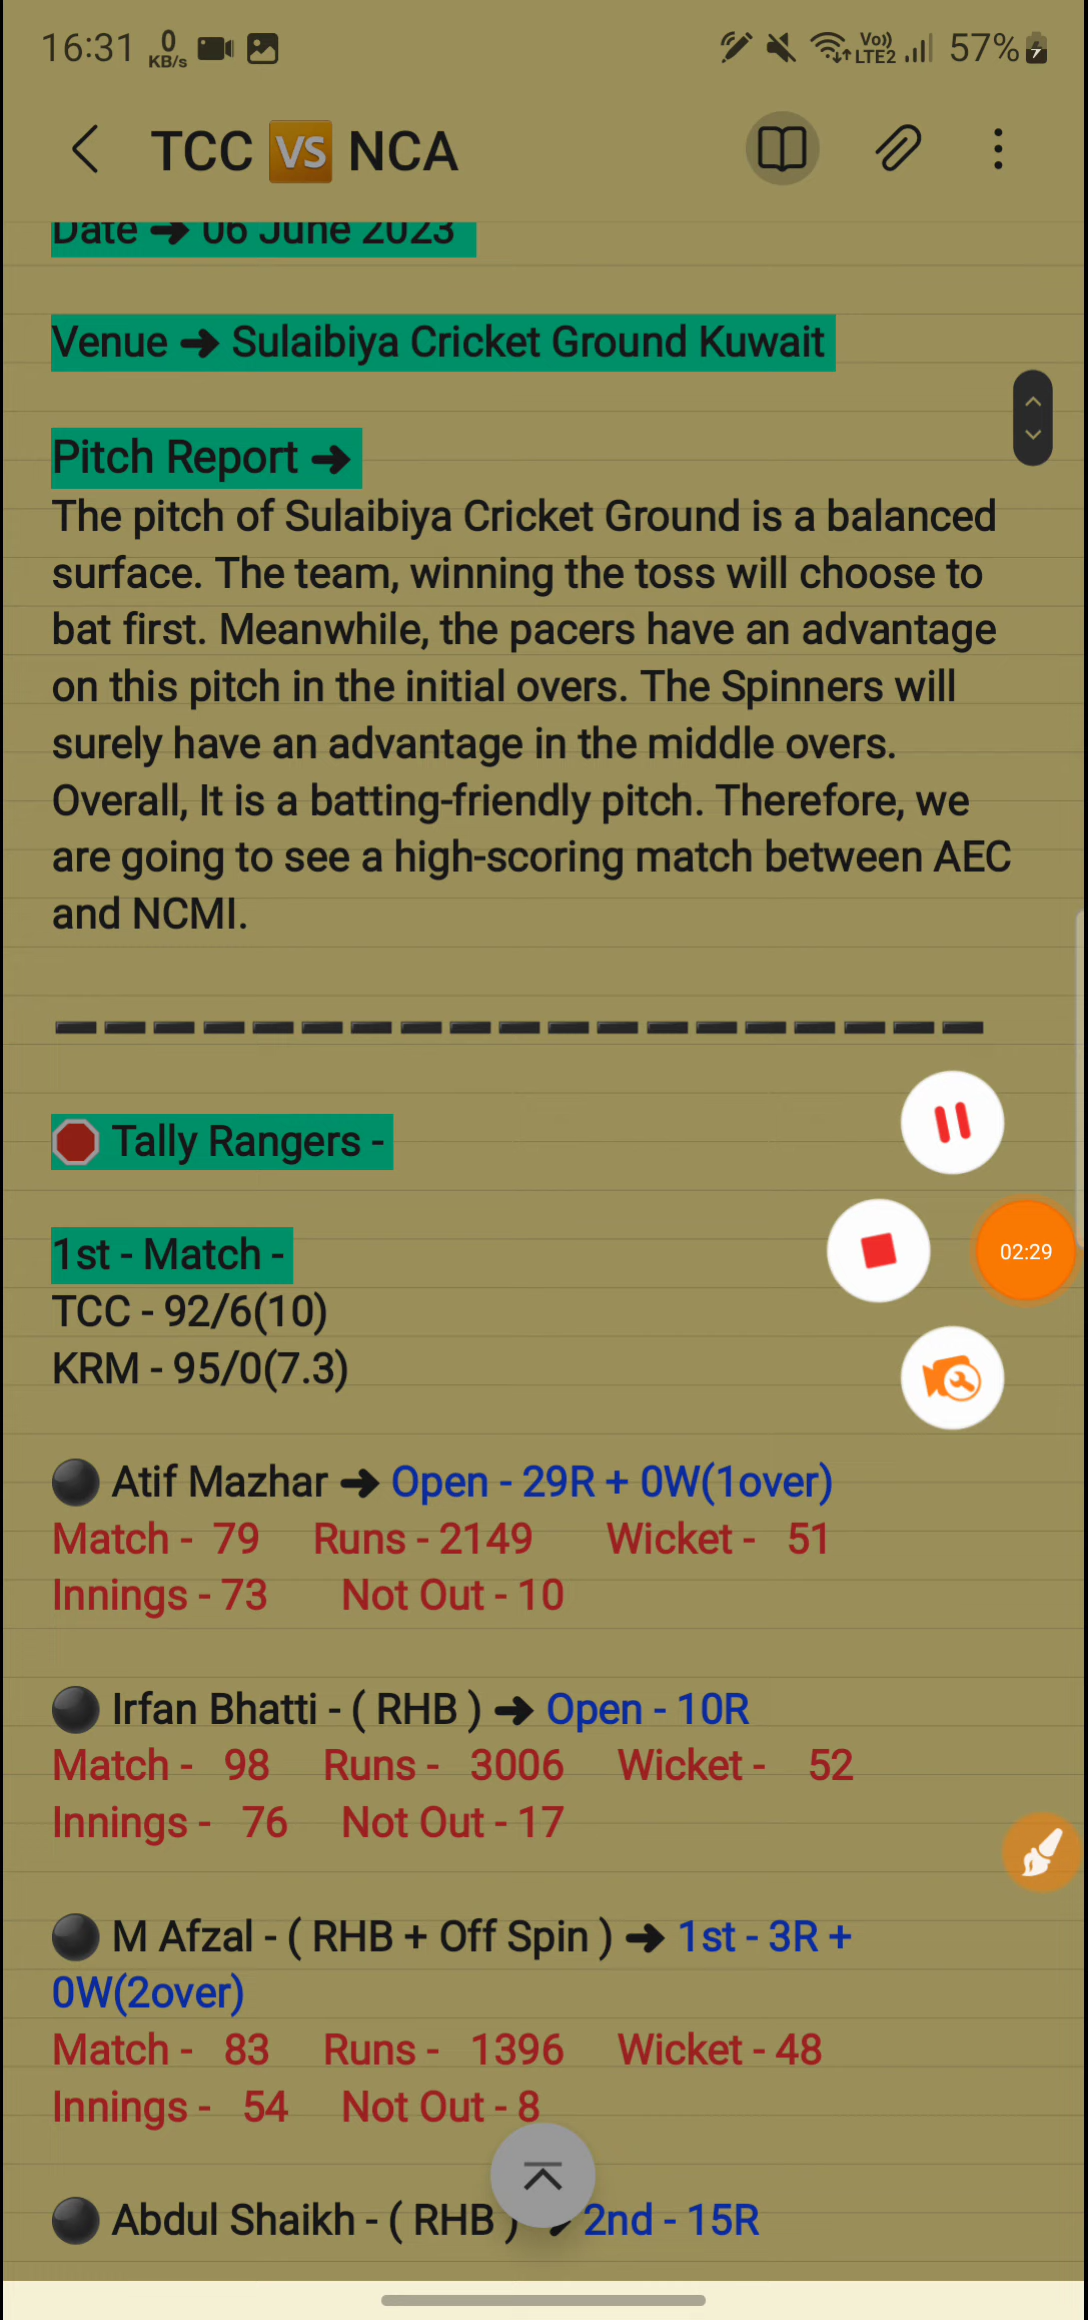 16:31 0 KB/s Vo)) LTE2 57%
TCC VS NCA
Date ➔ 06 June 2023
Venue ➔ Sulaibiya Cricket Ground Kuwait
Pitch Report ➔
The pitch of Sulaibiya Cricket Ground is a balanced
surface. The team, winning the toss will choose to
bat first. Meanwhile, the pacers have an advantage
on this pitch in the initial overs. The Spinners will
surely have an advantage in the middle overs.
Overall, It is a batting-friendly pitch. Therefore, we
are going to see a high-scoring match between AEC
and NCMI.
Tally Rangers -
1st - Match -
02:29
TCC - 92/6(10)
KRM - 95/0(7.3)
Atif Mazhar ➔ Open - 29R + 0W(1over)
Match - 79 Runs - 2149 Wicket - 51
Innings - 73 Not Out - 10
Irfan Bhatti - ( RHB ) ➔ Open - 10R
Match - 98 Runs - 3006 Wicket - 52
Innings - 76 Not Out - 17
M Afzal - ( RHB + Off Spin ) ➔ 1st - 3R +
0W(2over)
Match - 83 Runs - 1396 Wicket - 48
Innings - 54 Not Out - 8
Abdul Shaikh - ( RHB ) ➔ 2nd - 15R